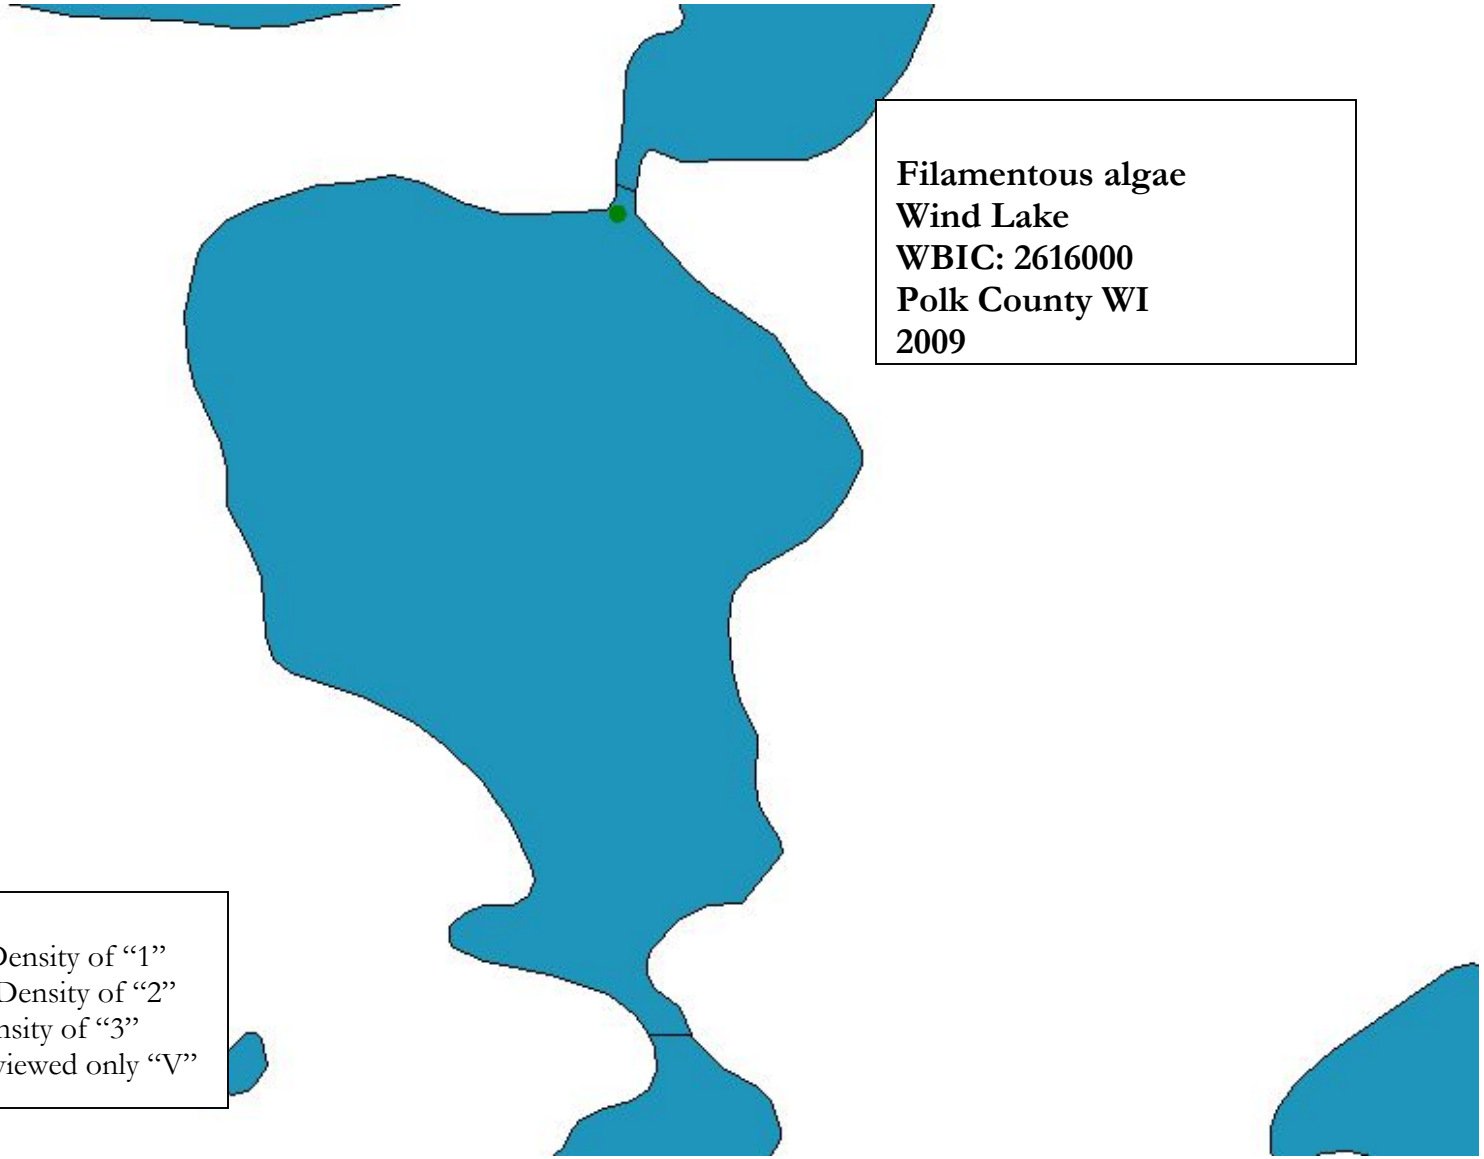 Filamentous algae
Wind Lake
WBIC: 2616000
Polk County WI
2009
Density of “1”
Density of “2”
of “3”
viewed only “V”